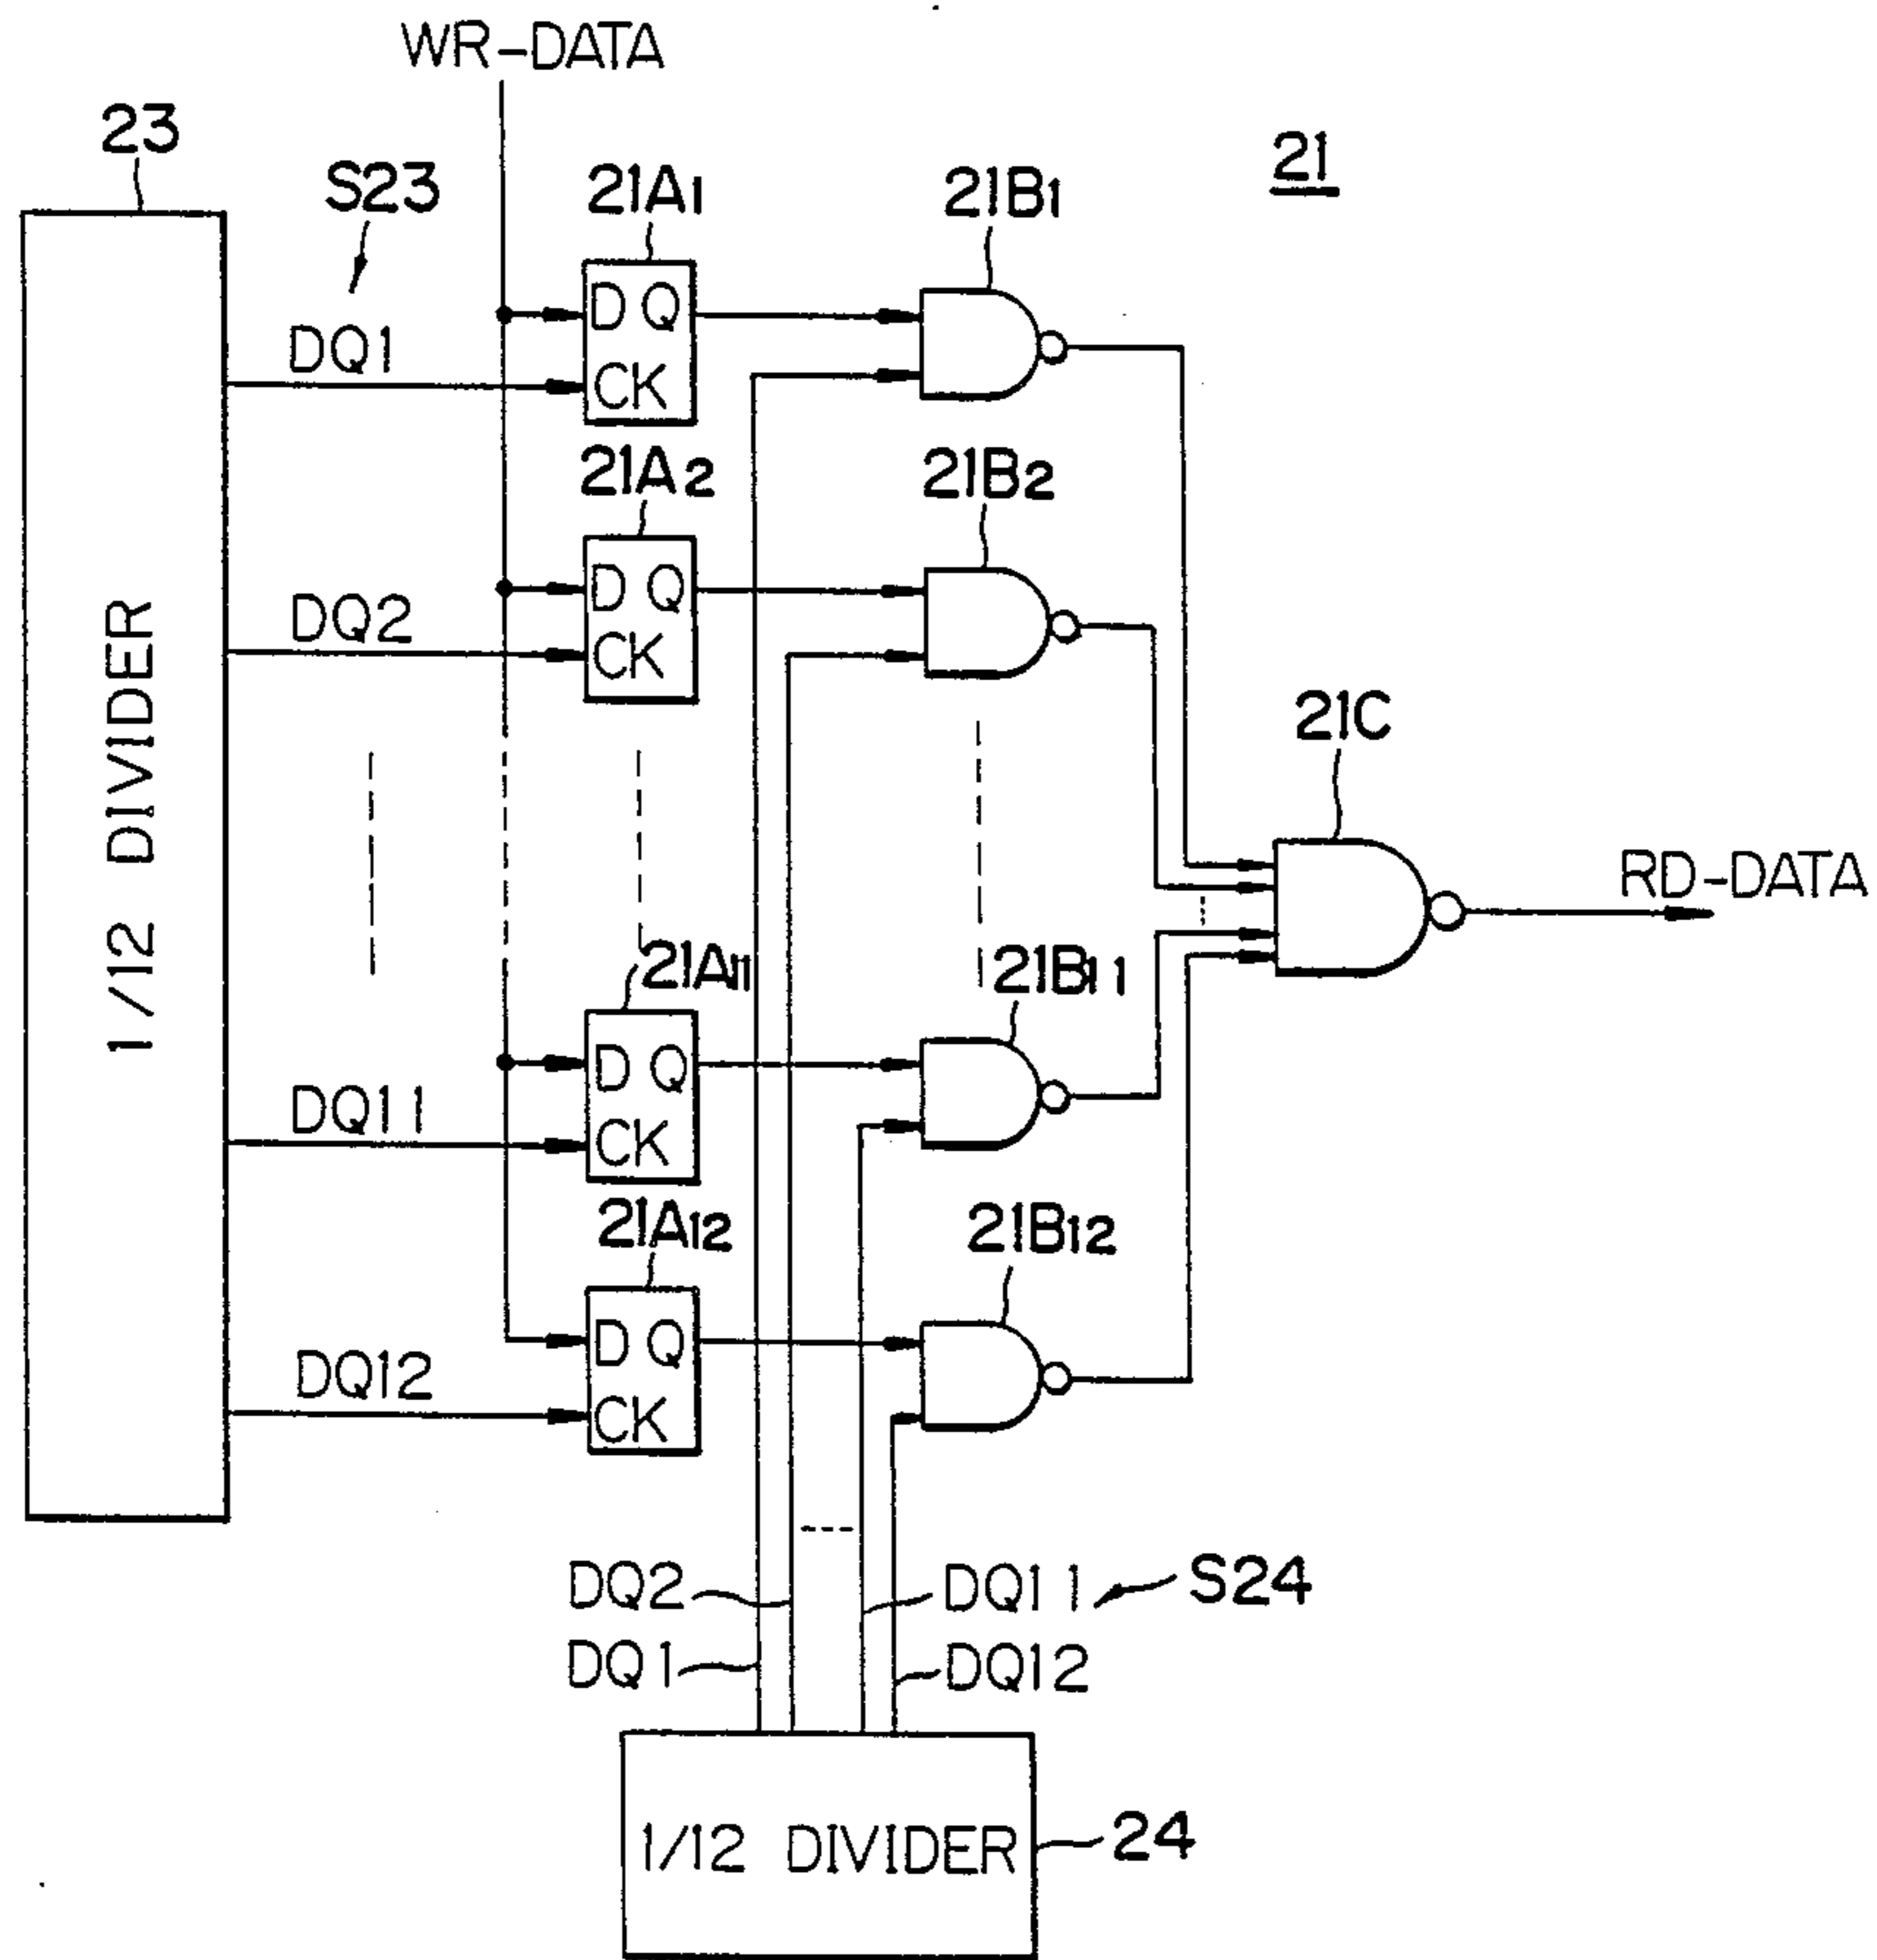 WR-DATA
23
S23
21A1
21B1
21
D Q
CK
DQ1
21A2
21B2
D Q
CK
DQ2
1/12 DIVIDER
21C
RD-DATA
21A11
21B11
D Q
CK
DQ11
21A12
21B12
D Q
CK
DQ12
DQ2
DQ11
S24
DQ1
DQ12
1/12 DIVIDER
24